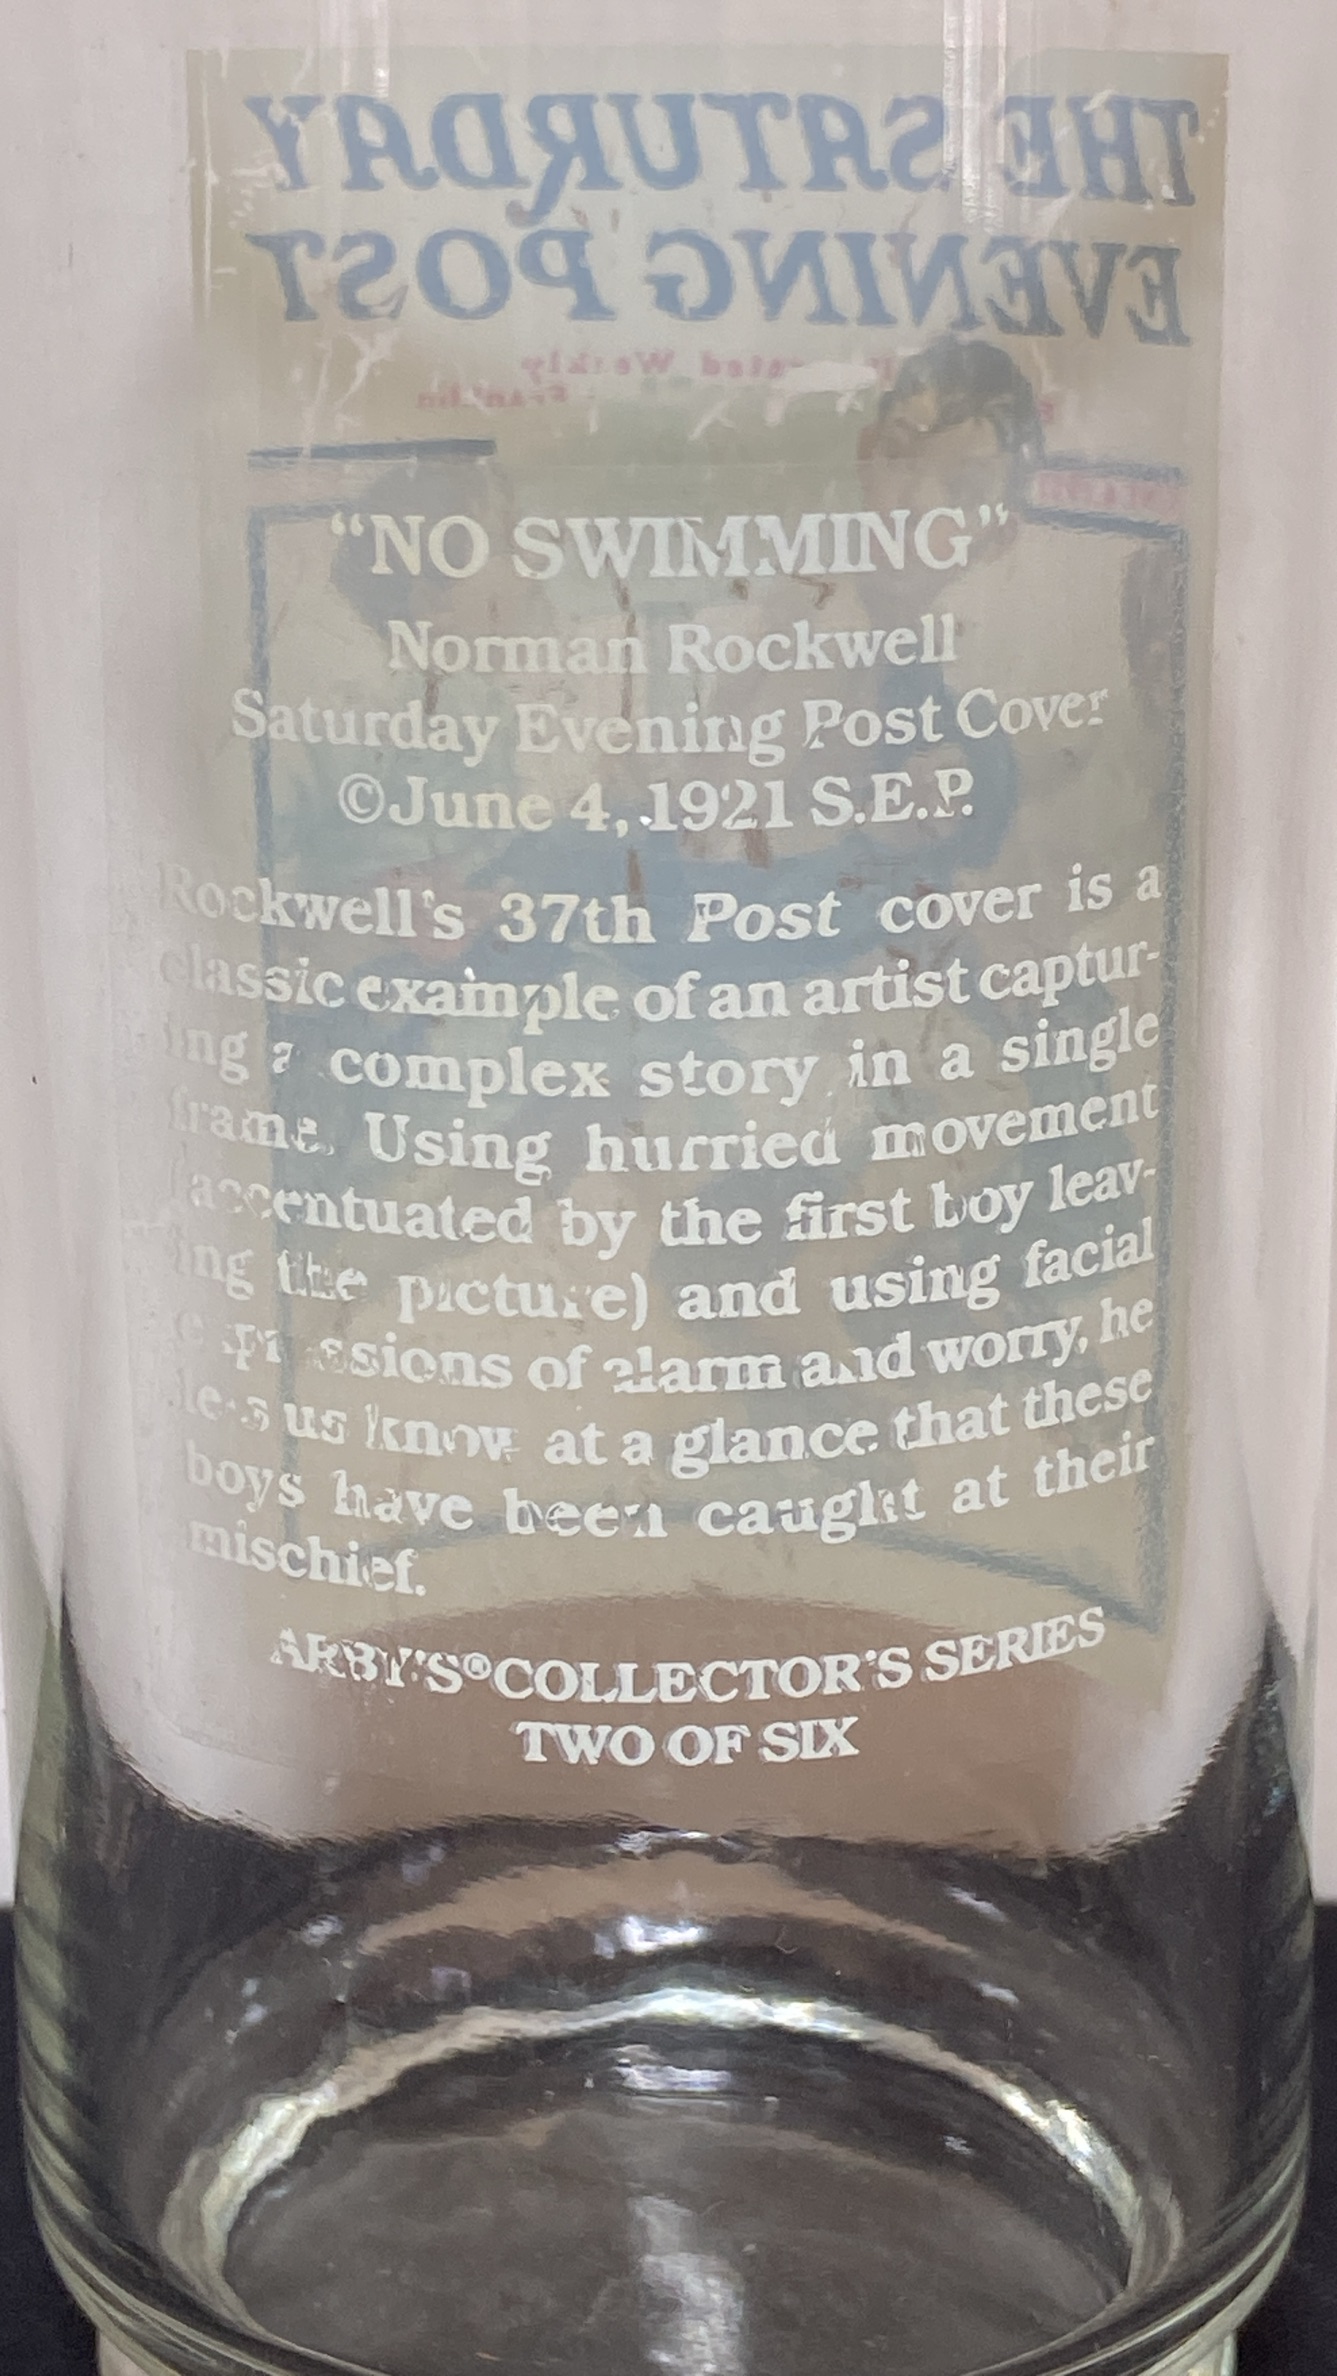 THE SATURDAY
EVENING POST
Weekly
Franklin
“NO SWIMMING”
Norman Rockwell
Saturday Evening Post Cover
©June 4, 1921 S.E.P.
Rockwell's 37th Post cover is a
classic example of an artist captur-
ing a complex story in a single
frame. Using hurried movement
(accentuated by the first boy leav-
ing the picture) and using facial
expressions of alarm and worry, he
lets us know at a glance that these
boys have been caught at their
mischief.
ARBY'S® COLLECTOR'S SERIES
TWO OF SIX